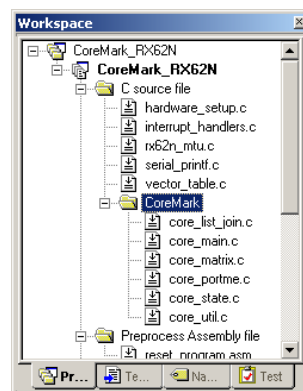 Workspace
CoreMark_RX62N
CoreMark_RX62N
C source file
hardware_setup.c
interrupt_handlers.c
rx62n_mtu.c
serial_printf.c
vector_table.c
CoreMark
core_list_join.c
core_main.c
core_matrix.c
core_portme.c
core_state.c
core_util.c
Preprocess Assembly file
reset_program.asm
Pr... Te... Na... Test